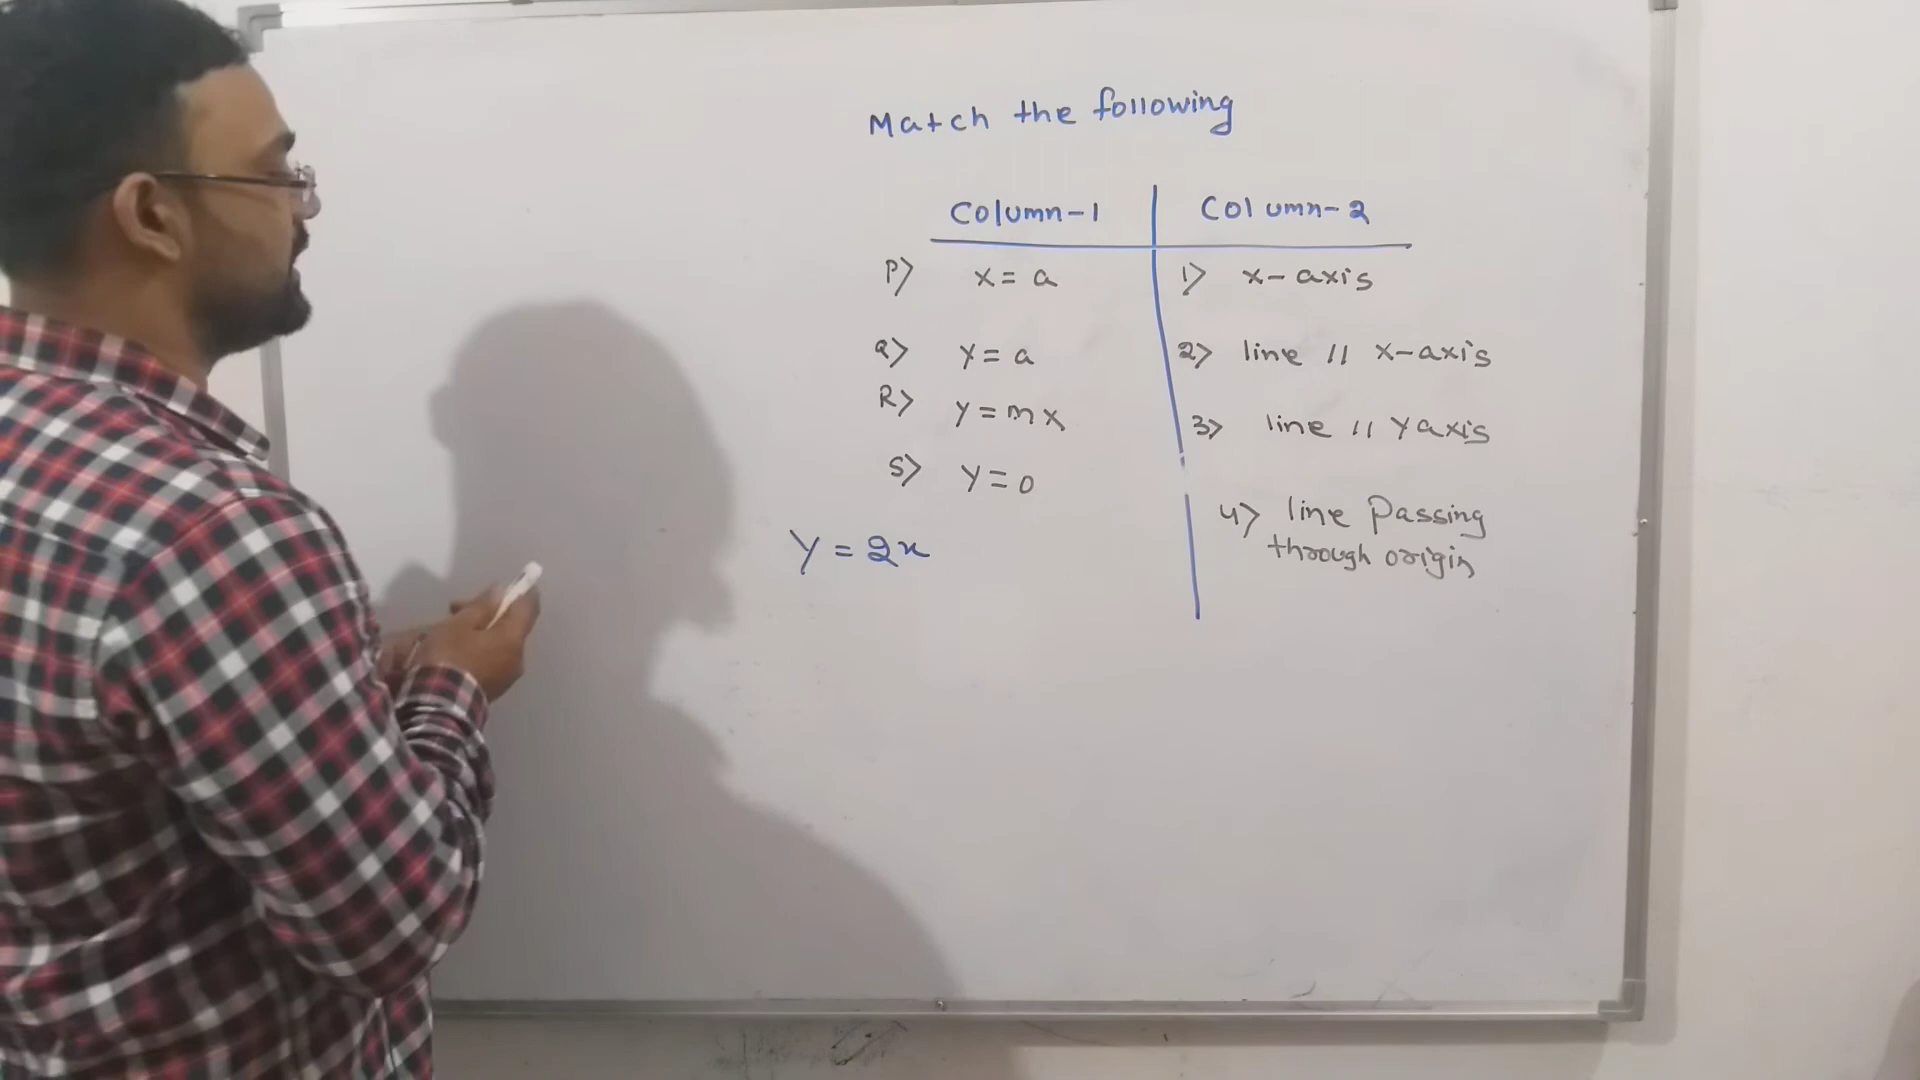 Match the following
Column-1 Column-2
P) x = a 1) x-axis
Q) y = a 2) line // x-axis
R) y = mx 3) line // y axis
S) y = 0
4) line Passing
through origin
y = 2x